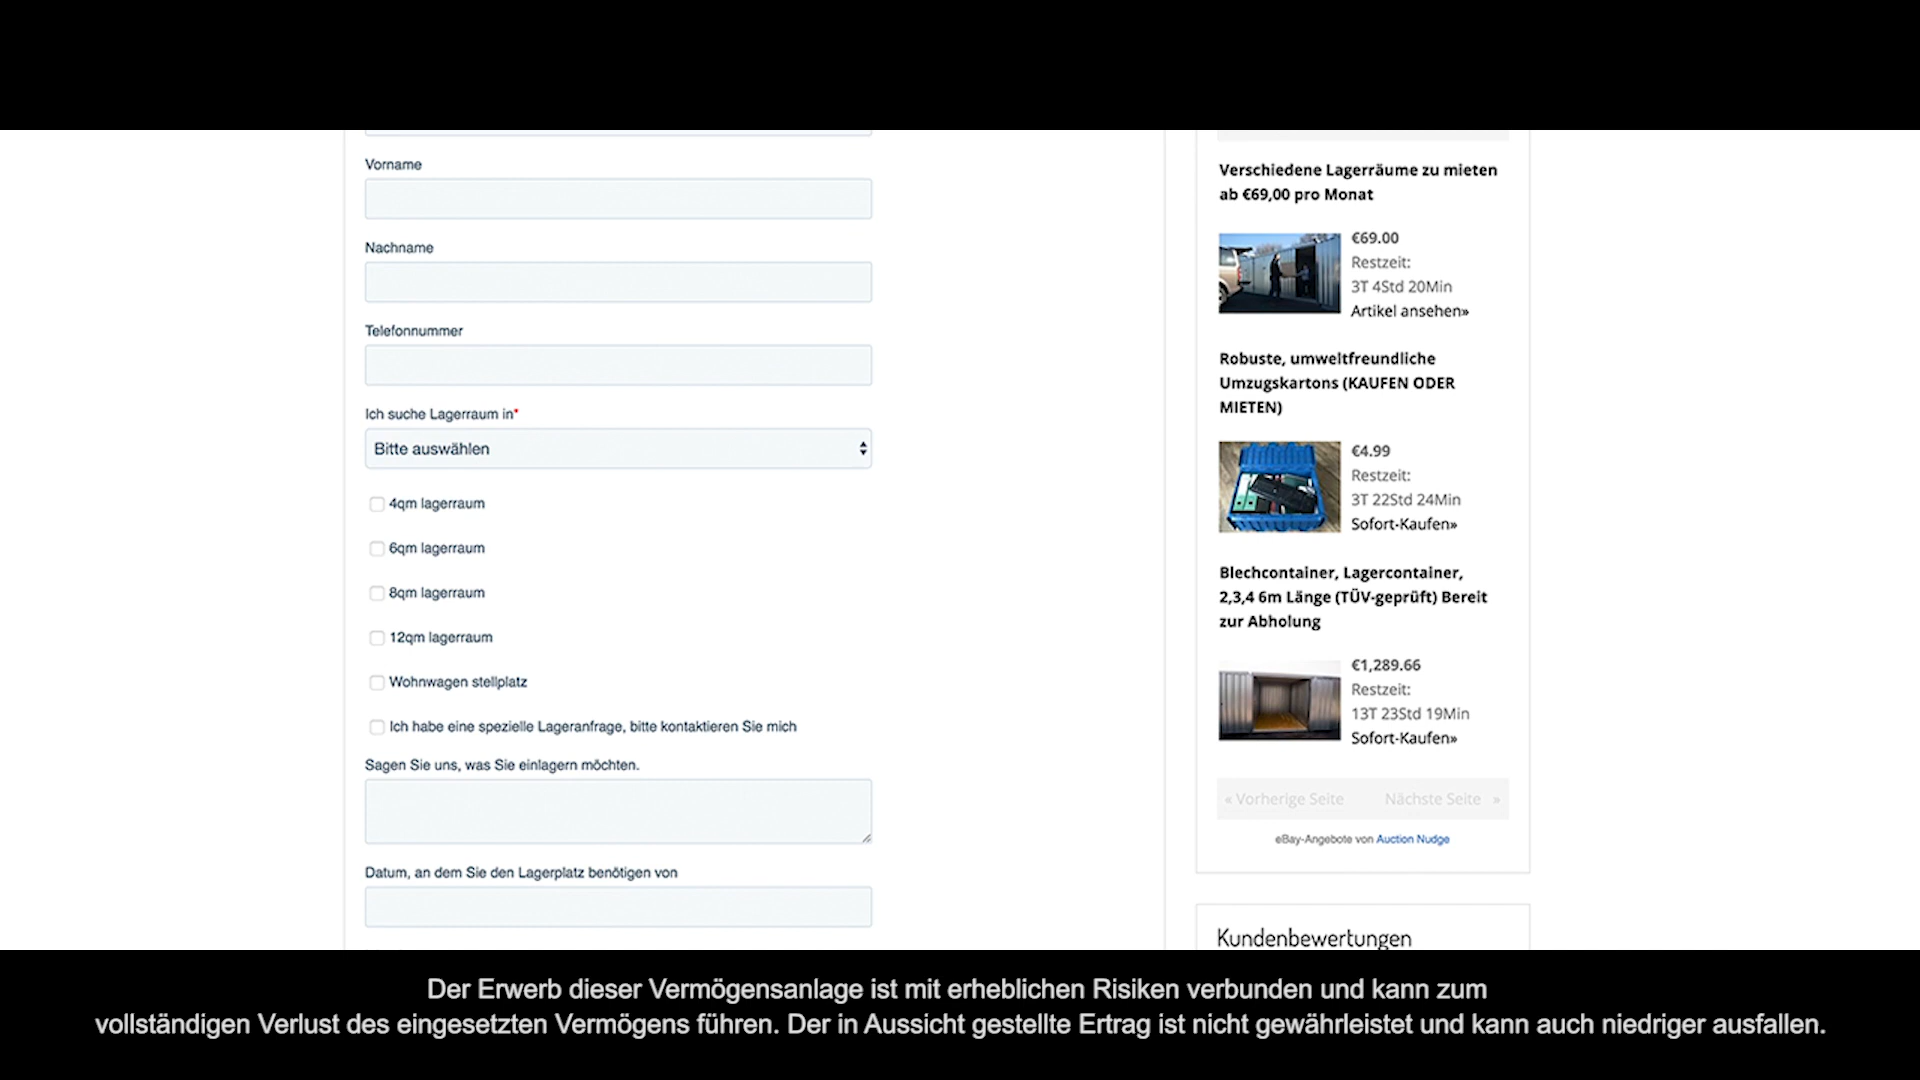 Vorname
Nachname
Telefonnummer
Ich suche Lagerraum in*
Bitte auswählen
4qm lagerraum
6qm lagerraum
8qm lagerraum
12qm lagerraum
Wohnwagen stellplatz
Ich habe eine spezielle Lageranfrage, bitte kontaktieren Sie mich
Sagen Sie uns, was Sie einlagern möchten.
Datum, an dem Sie den Lagerplatz benötigen von
Verschiedene Lagerräume zu mieten
ab €69,00 pro Monat
€69.00
Restzeit:
3T 4Std 20Min
Artikel ansehen»
Robuste, umweltfreundliche
Umzugskartons (KAUFEN ODER
MIETEN)
€4.99
Restzeit:
3T 22Std 24Min
Sofort-Kaufen»
Blechcontainer, Lagercontainer,
2,3,4 6m Länge (TÜV-geprüft) Bereit
zur Abholung
€1,289.66
Restzeit:
13T 23Std 19Min
Sofort-Kaufen»
« Vorherige Seite Nächste Seite »
eBay-Angebote von Auction Nudge
Kundenbewertungen
Der Erwerb dieser Vermögensanlage ist mit erheblichen Risiken verbunden und kann zum
vollständigen Verlust des eingesetzten Vermögens führen. Der in Aussicht gestellte Ertrag ist nicht gewährleistet und kann auch niedriger ausfallen.